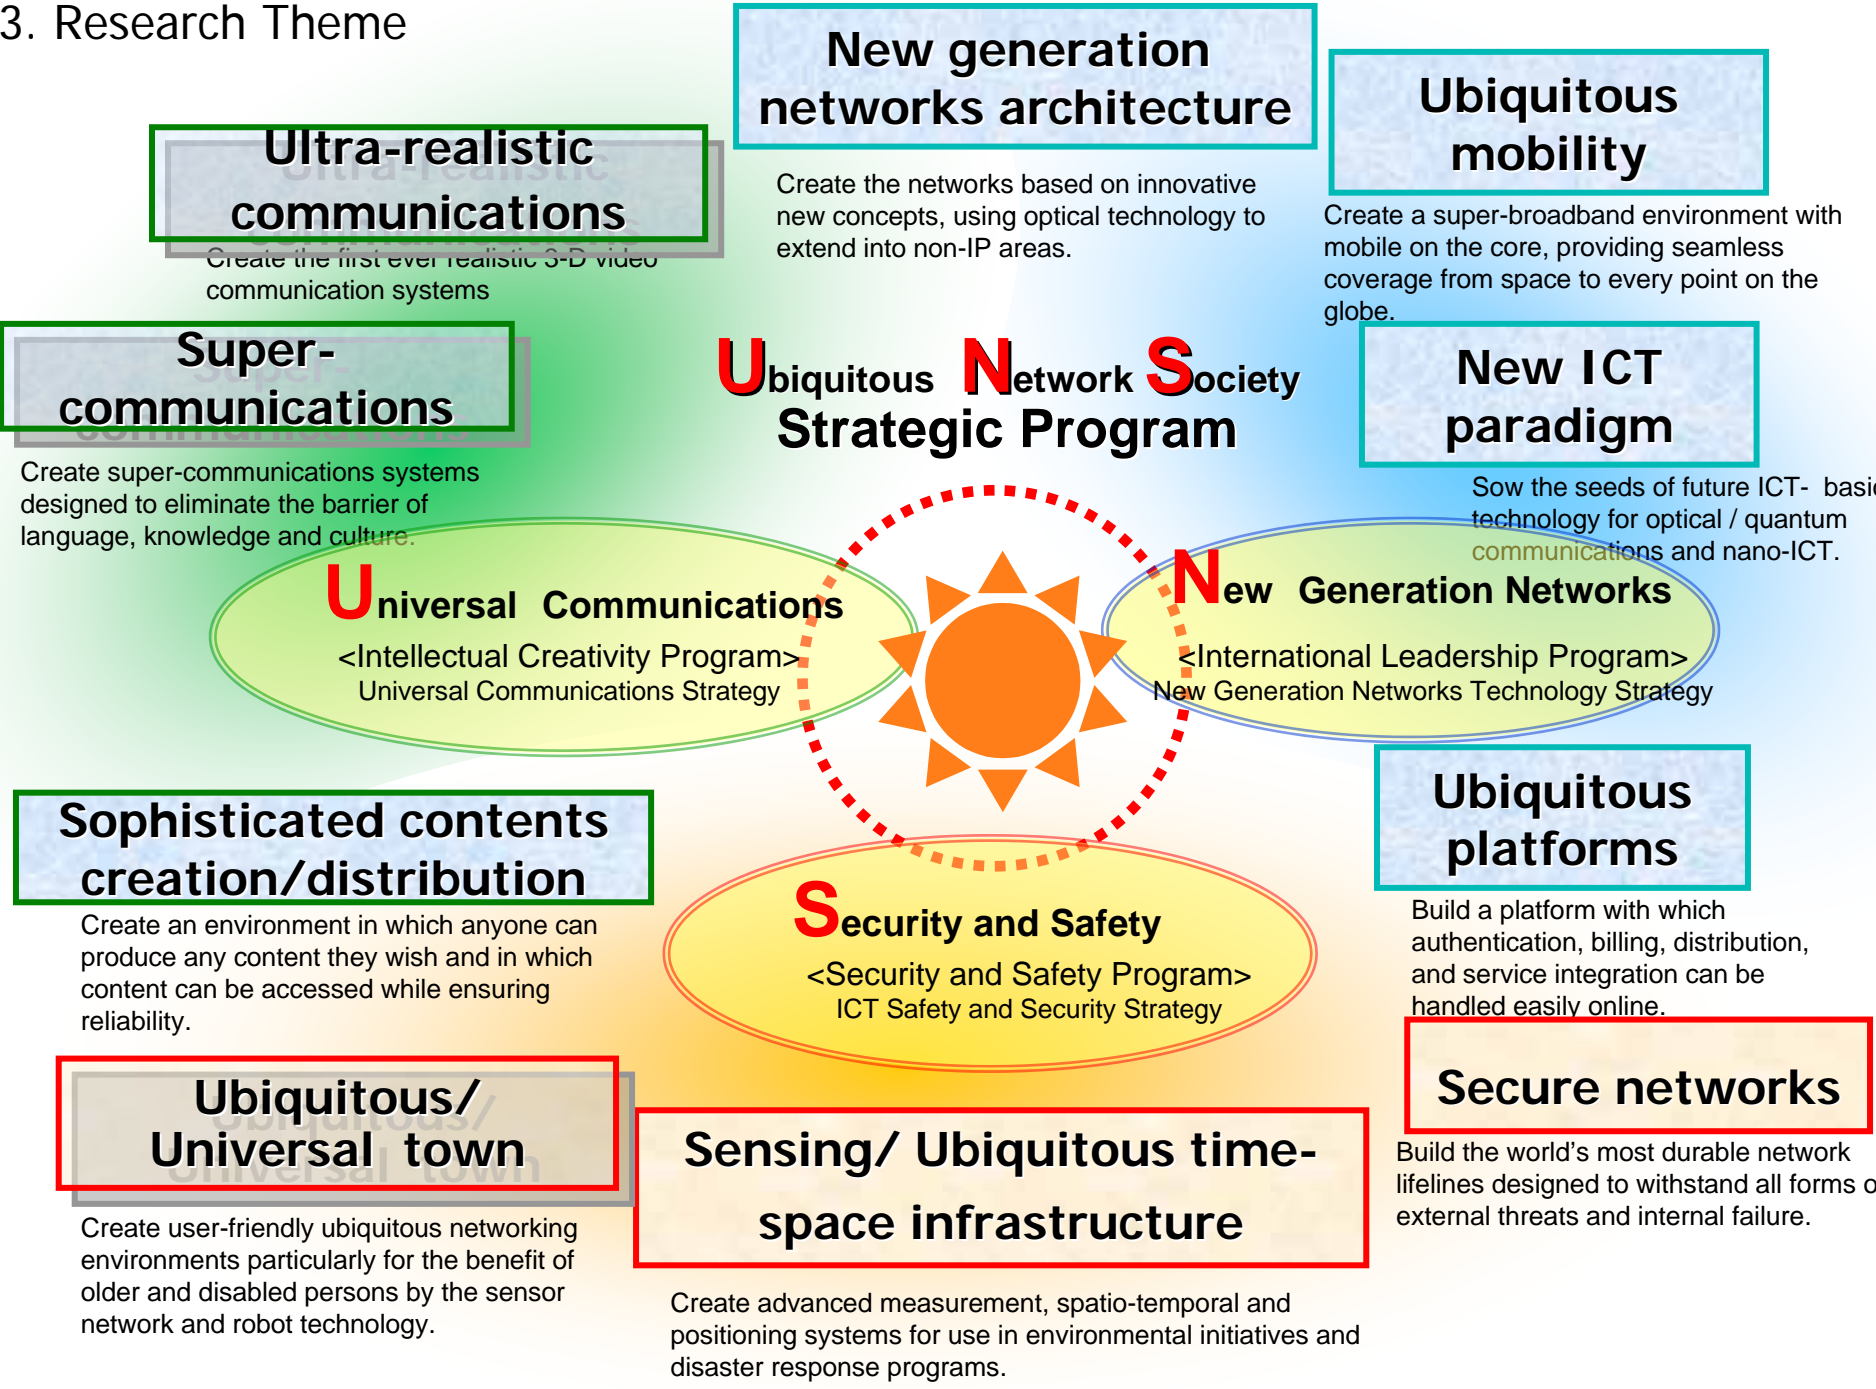 3. Research Theme
New generation
networks architecture
Create the networks based on innovative
new concepts, using optical technology to
extend into non-IP areas.
Ubiquitous
mobility
Create a super-broadband environment with
mobile on the core, providing seamless
coverage from space to every point on the
globe.
Ultra-realistic
communications
Create the first ever realistic 3-D video
communication systems
Super-
communications
Create super-communications systems
designed to eliminate the barrier of
language, knowledge and culture.
Ubiquitous Network Society
Strategic Program
New ICT
paradigm
Sow the seeds of future ICT- basic
technology for optical / quantum
communications and nano-ICT.
Universal Communications
<Intellectual Creativity Program>
Universal Communications Strategy
New Generation Networks
<International Leadership Program>
New Generation Networks Technology Strategy
Sophisticated contents
creation/distribution
Create an environment in which anyone can
produce any content they wish and in which
content can be accessed while ensuring
reliability.
Security and Safety
<Security and Safety Program>
ICT Safety and Security Strategy
Ubiquitous
platforms
Build a platform with which
authentication, billing, distribution,
and service integration can be
handled easily online.
Ubiquitous/
Universal town
Create user-friendly ubiquitous networking
environments particularly for the benefit of
older and disabled persons by the sensor
network and robot technology.
Sensing/ Ubiquitous time-
space infrastructure
Create advanced measurement, spatio-temporal and
positioning systems for use in environmental initiatives and
disaster response programs.
Secure networks
Build the world's most durable network
lifelines designed to withstand all forms o
external threats and internal failure.